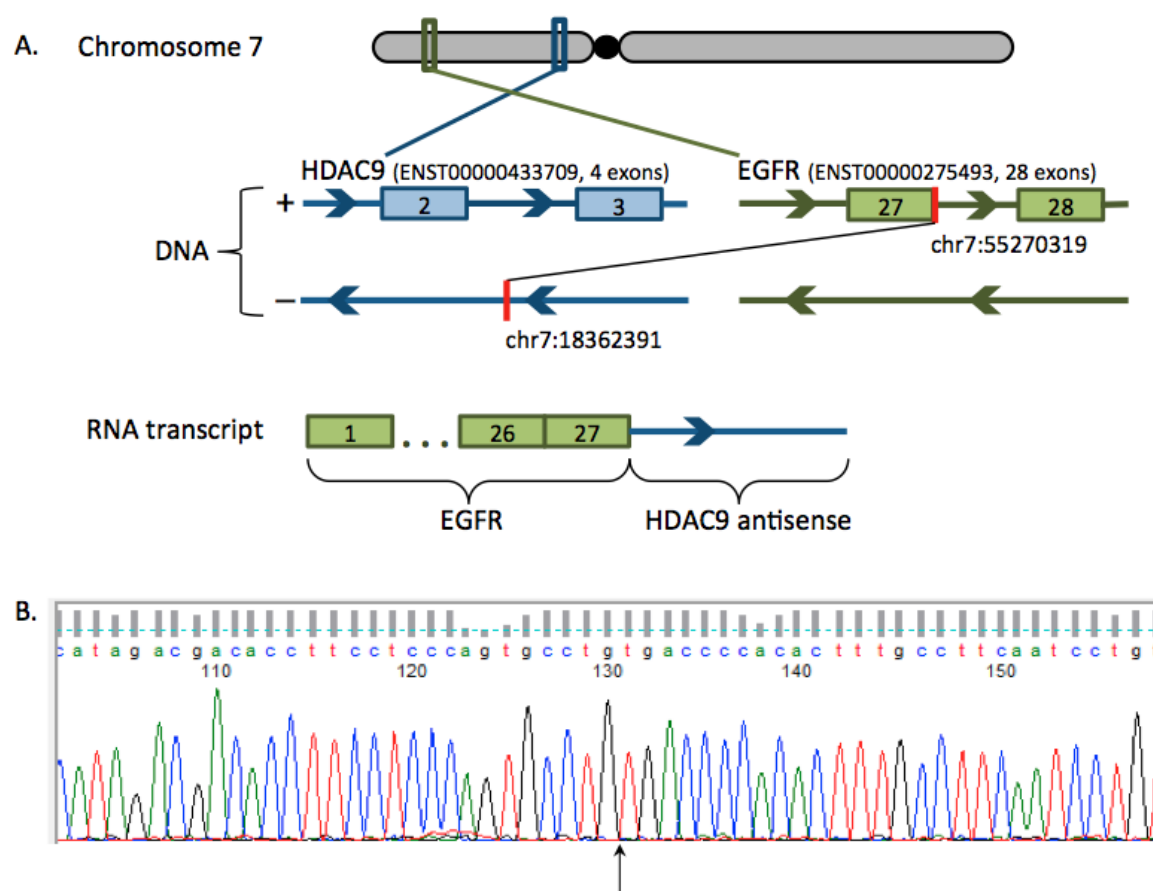 A. Chromosome 7
HDAC9 (ENST00000433709, 4 exons) EGFR (ENST00000275493, 28 exons)
+ 2 3 27 28
chr7:55270319
DNA
–
chr7:18362391
RNA transcript 1 ... 26 27
EGFR HDAC9 antisense
B.
c a t a g a c g a c a c c t t c c t c c c a g t g c c t g t g a c c c c a c a c t t t g c c t t c a a t c c t g
110 120 130 140 150